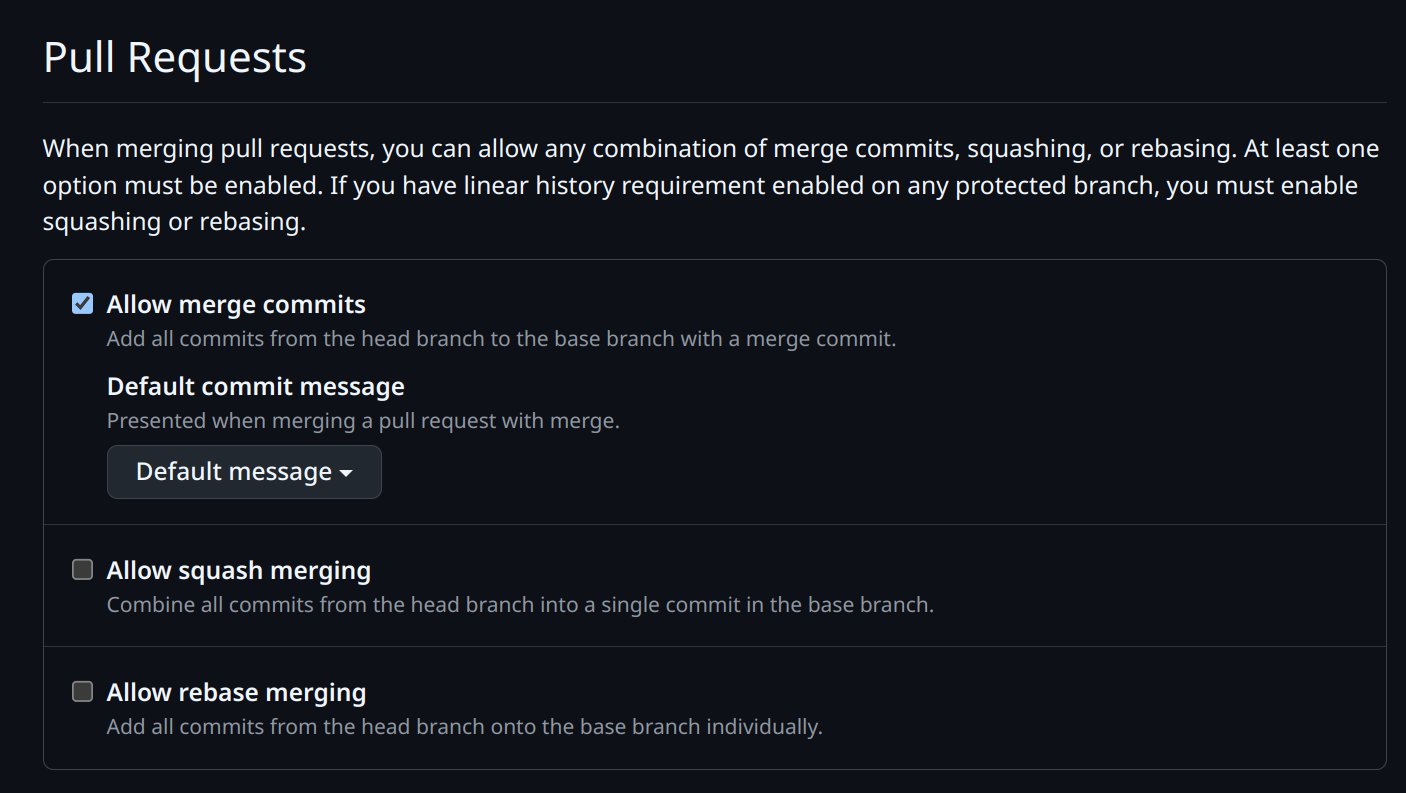 Pull Requests
When merging pull requests, you can allow any combination of merge commits, squashing, or rebasing. At least one
option must be enabled. If you have linear history requirement enabled on any protected branch, you must enable
squashing or rebasing.
Allow merge commits
Add all commits from the head branch to the base branch with a merge commit.
Default commit message
Presented when merging a pull request with merge.
Default message
Allow squash merging
Combine all commits from the head branch into a single commit in the base branch.
Allow rebase merging
Add all commits from the head branch onto the base branch individually.